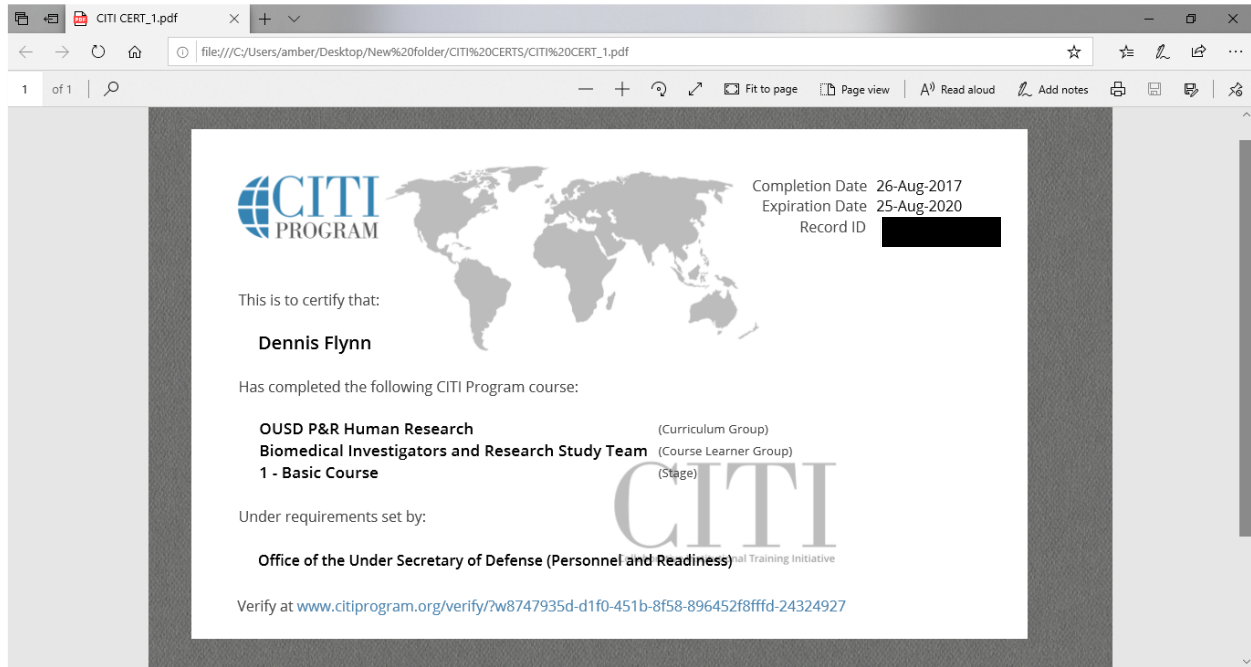 CITI CERT_1.pdf
file:///C:/Users/amber/Desktop/New%20folder/CITI%20CERTS/CITI%20CERT_1.pdf
1 of 1 Fit to page Page view Read aloud Add notes
CITI
PROGRAM
Completion Date 26-Aug-2017
Expiration Date 25-Aug-2020
Record ID
This is to certify that:
Dennis Flynn
Has completed the following CITI Program course:
OUSD P&R Human Research (Curriculum Group)
Biomedical Investigators and Research Study Team (Course Learner Group)
1 - Basic Course (Stage)
CITI
Under requirements set by:
Office of the Under Secretary of Defense (Personnel and Readiness)
Training Initiative
Verify at www.citiprogram.org/verify/?w8747935d-d1f0-451b-8f58-896452f8fffd-24324927